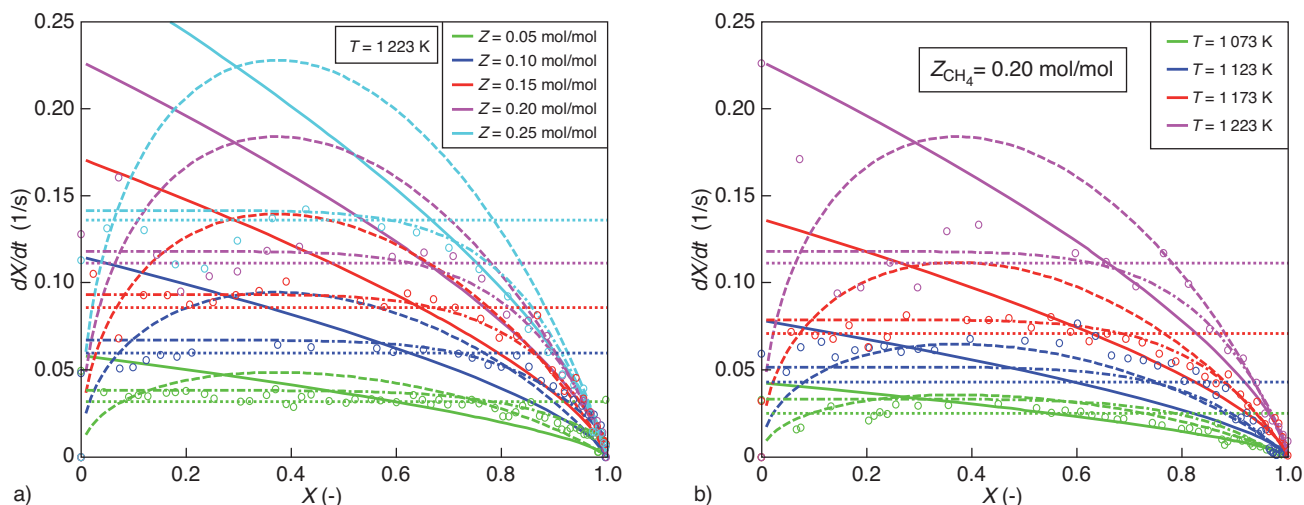 0.25
0.20
0.15
0.10
0.05
0
dX/dt (1/s)
T = 1 223 K
Z = 0.05 mol/mol
Z = 0.10 mol/mol
Z = 0.15 mol/mol
Z = 0.20 mol/mol
Z = 0.25 mol/mol
0 0.2 0.4 0.6 0.8 1.0
a) X (-)
0.25
0.20
0.15
0.10
0.05
0
dX/dt (1/s)
Z_CH4 = 0.20 mol/mol
T = 1 073 K
T = 1 123 K
T = 1 173 K
T = 1 223 K
0 0.2 0.4 0.6 0.8 1.0
b) X (-)